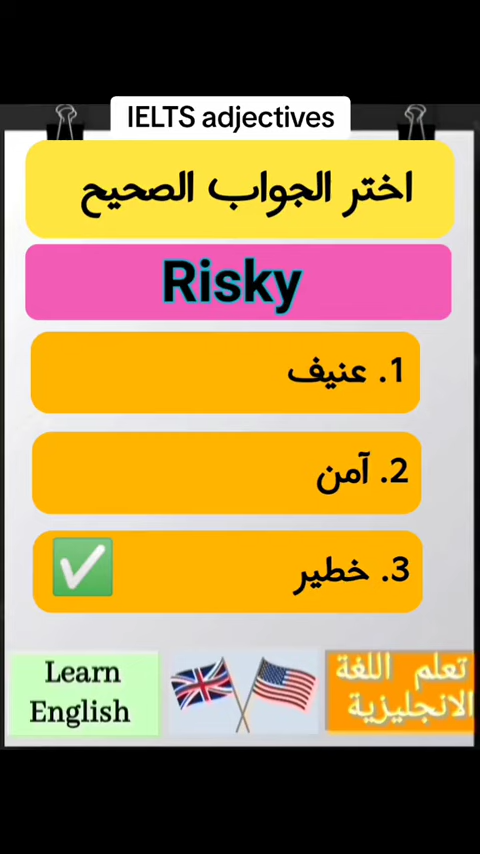 IELTS adjectives
اختر الجواب الصحيح
Risky
1. عنيف
2. آمن
3. خطير
Learn
English
تعلم اللغة
الانجليزية